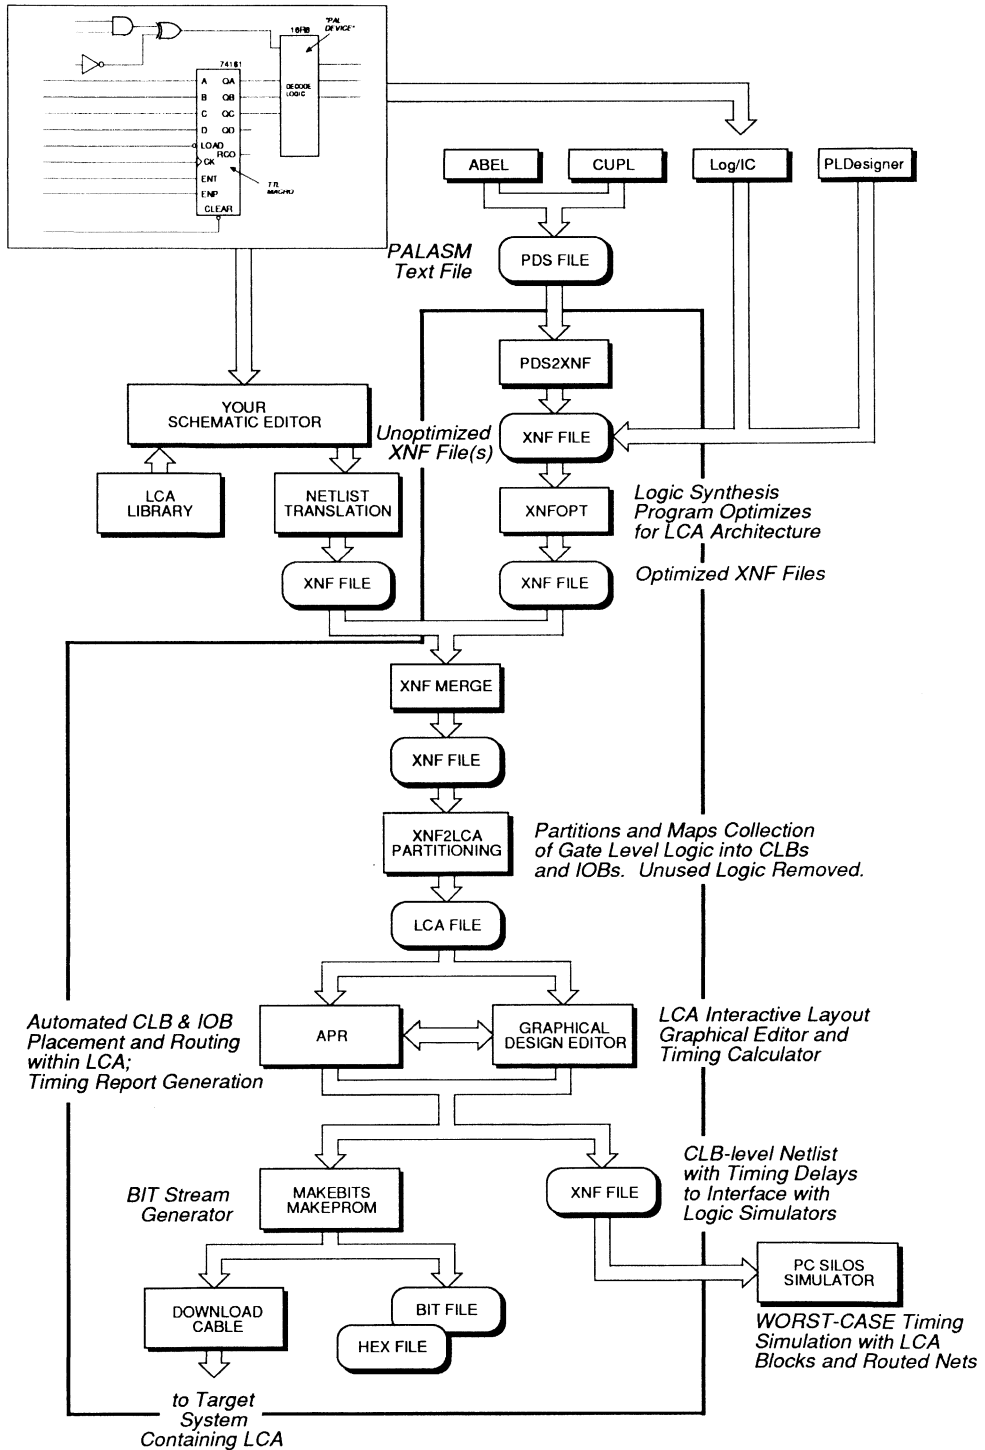 "PAL
DEVICE"
16R6
DECODE
LOGIC
74161
A QA
B QB
C QC
D QD
LOAD
RCO
CK
ENT
ENP
CLEAR
TTL
MACRO
ABEL
CUPL
Log/IC
PLDesigner
PALASM
Text File
PDS FILE
PDS2XNF
YOUR
SCHEMATIC EDITOR
Unoptimized
XNF File(s)
XNF FILE
LCA
LIBRARY
NETLIST
TRANSLATION
XNFOPT
Logic Synthesis
Program Optimizes
for LCA Architecture
XNF FILE
XNF FILE
Optimized XNF Files
XNF MERGE
XNF FILE
XNF2LCA
PARTITIONING
Partitions and Maps Collection
of Gate Level Logic into CLBs
and IOBs. Unused Logic Removed.
LCA FILE
Automated CLB & IOB
Placement and Routing
within LCA;
Timing Report Generation
APR
GRAPHICAL
DESIGN EDITOR
LCA Interactive Layout
Graphical Editor and
Timing Calculator
BIT Stream
Generator
MAKEBITS
MAKEPROM
XNF FILE
CLB-level Netlist
with Timing Delays
to Interface with
Logic Simulators
PC SILOS
SIMULATOR
DOWNLOAD
CABLE
BIT FILE
HEX FILE
WORST-CASE Timing
Simulation with LCA
Blocks and Routed Nets
to Target
System
Containing LCA